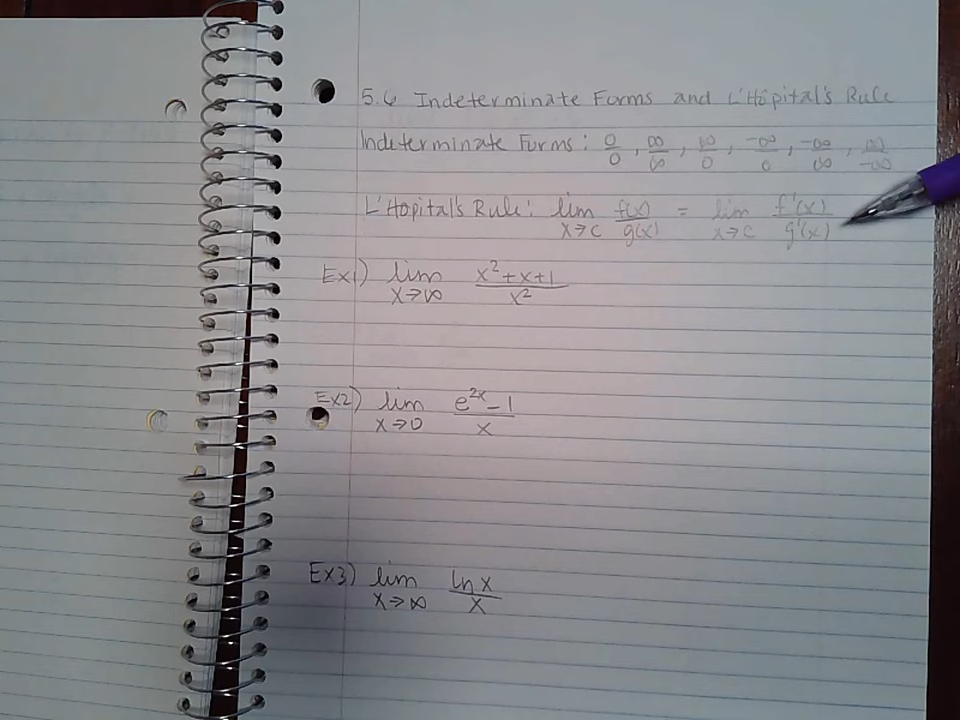 5.6 Indeterminate Forms and L'Hôpital's Rule
Indeterminate Forms: 0/0, ∞/∞, ∞/0, -∞/0, -∞/∞, ∞/-∞
L'Hôpital's Rule: lim x→c f(x)/g(x) = lim x→c f'(x)/g'(x)
Ex1) lim x→∞ (x²+x+1)/x²
Ex2) lim x→0 (e^(2x)-1)/x
Ex3) lim x→∞ ln x/x